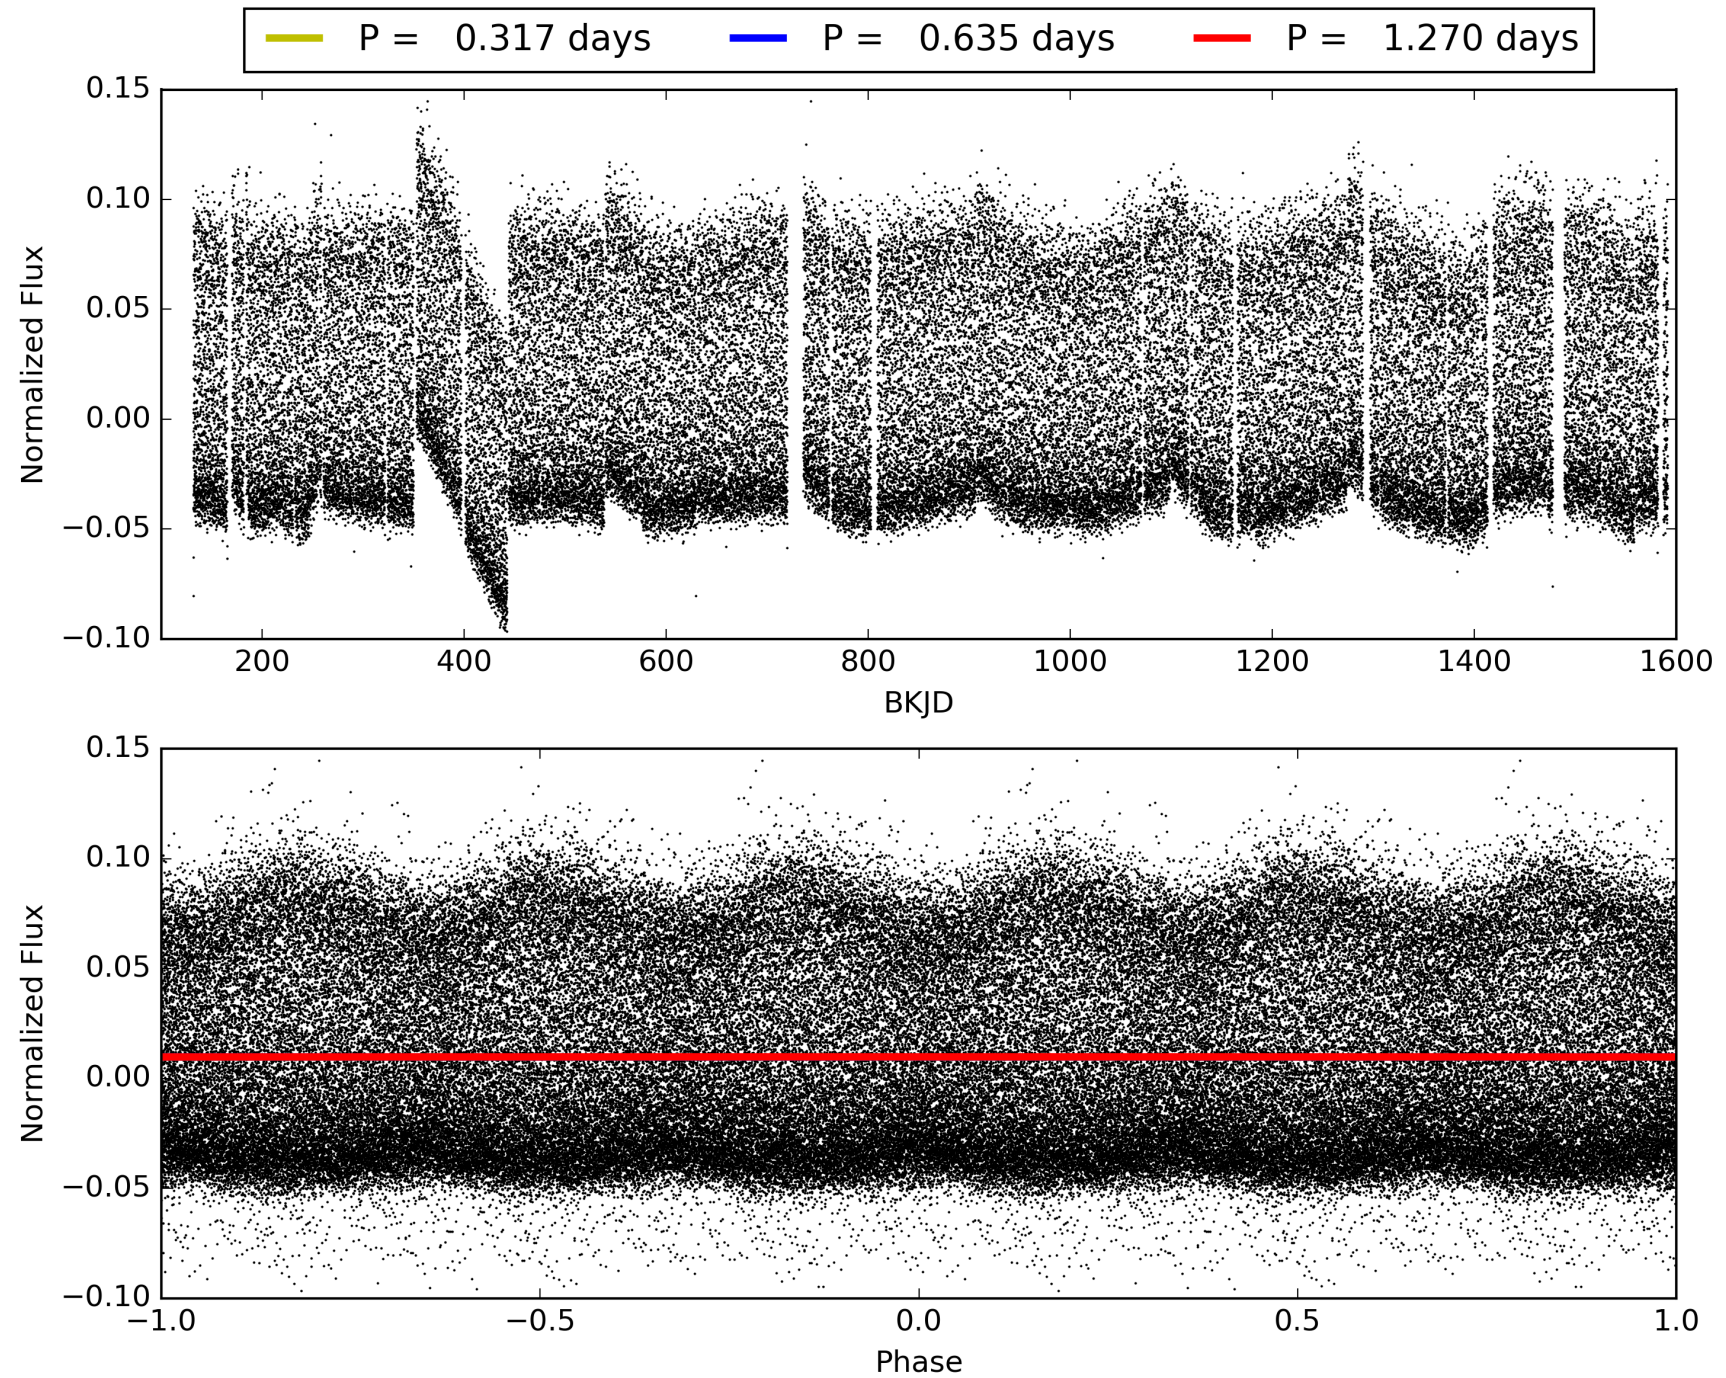 P = 0.317 days P = 0.635 days P = 1.270 days
0.15
0.10
0.05
0.00
−0.05
−0.10
Normalized Flux
200 400 600 800 1000 1200 1400 1600
BKJD
0.15
0.10
0.05
0.00
−0.05
−0.10
Normalized Flux
−1.0 −0.5 0.0 0.5 1.0
Phase